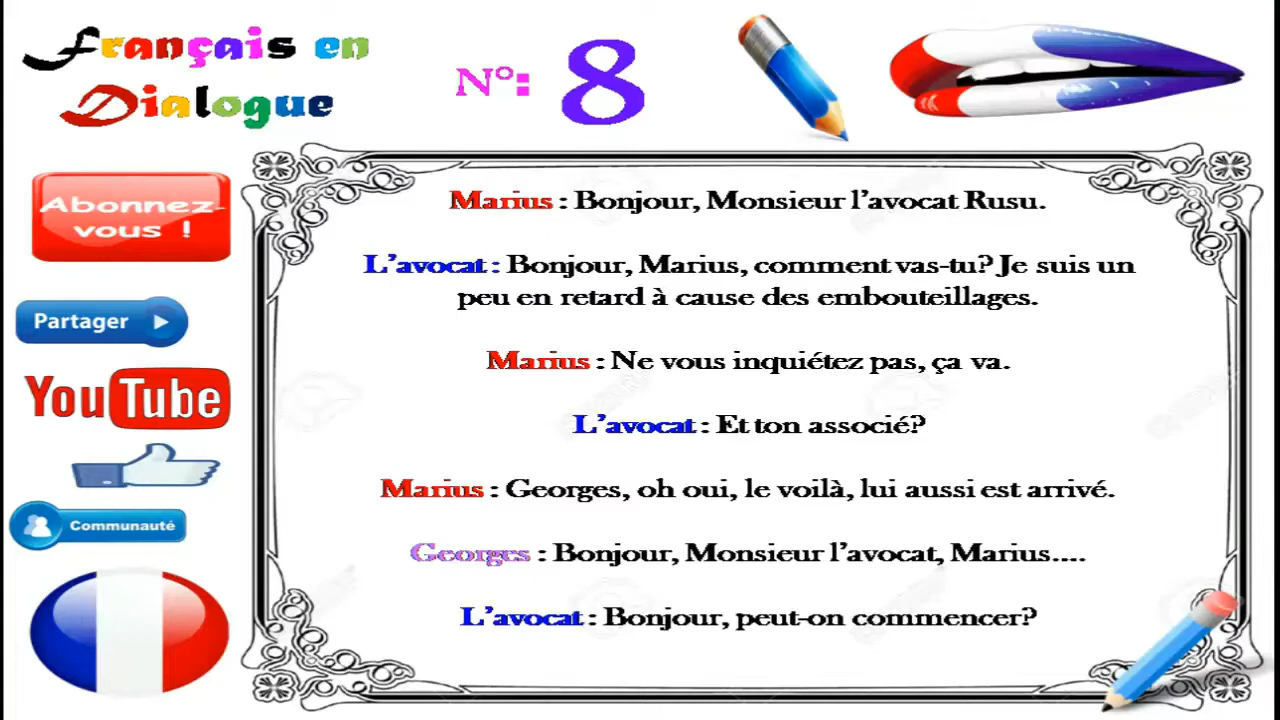 Français en
Dialogue
N°: 8
Abonnez-
vous !
Partager
YouTube
Communauté
Marius : Bonjour, Monsieur l'avocat Rusu.
L'avocat : Bonjour, Marius, comment vas-tu? Je suis un
peu en retard à cause des embouteillages.
Marius : Ne vous inquiétez pas, ça va.
L'avocat : Et ton associé?
Marius : Georges, oh oui, le voilà, lui aussi est arrivé.
Georges : Bonjour, Monsieur l'avocat, Marius....
L'avocat : Bonjour, peut-on commencer?